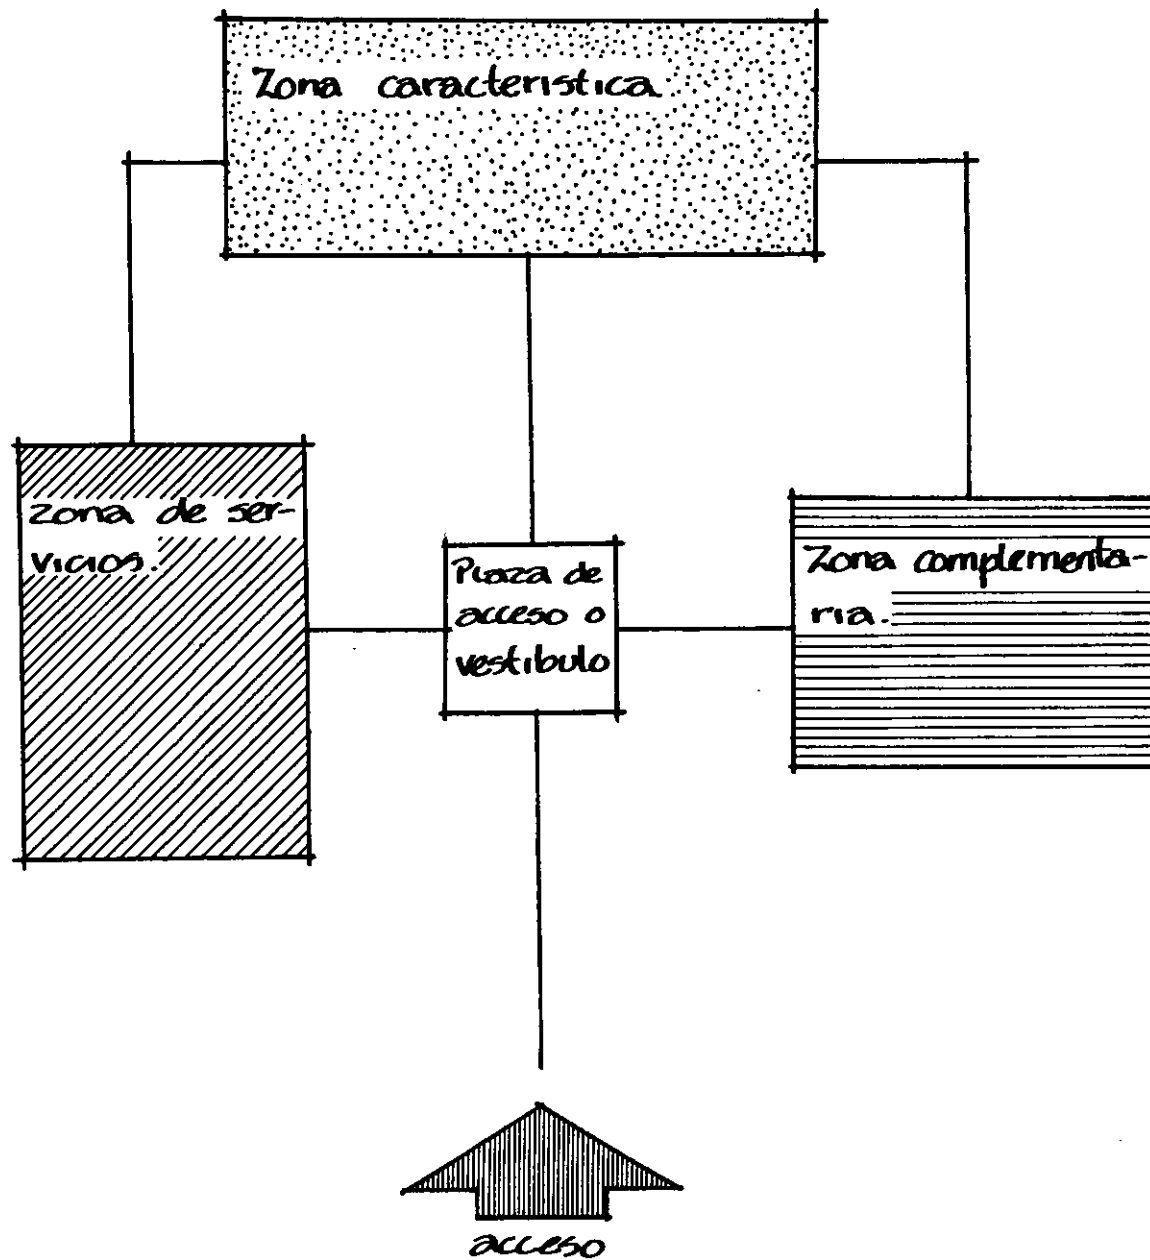 Zona caracteristica
zona de ser-
vicios.
Plaza de
acceso o
vestibulo
Zona complementa-
ria.
acceso